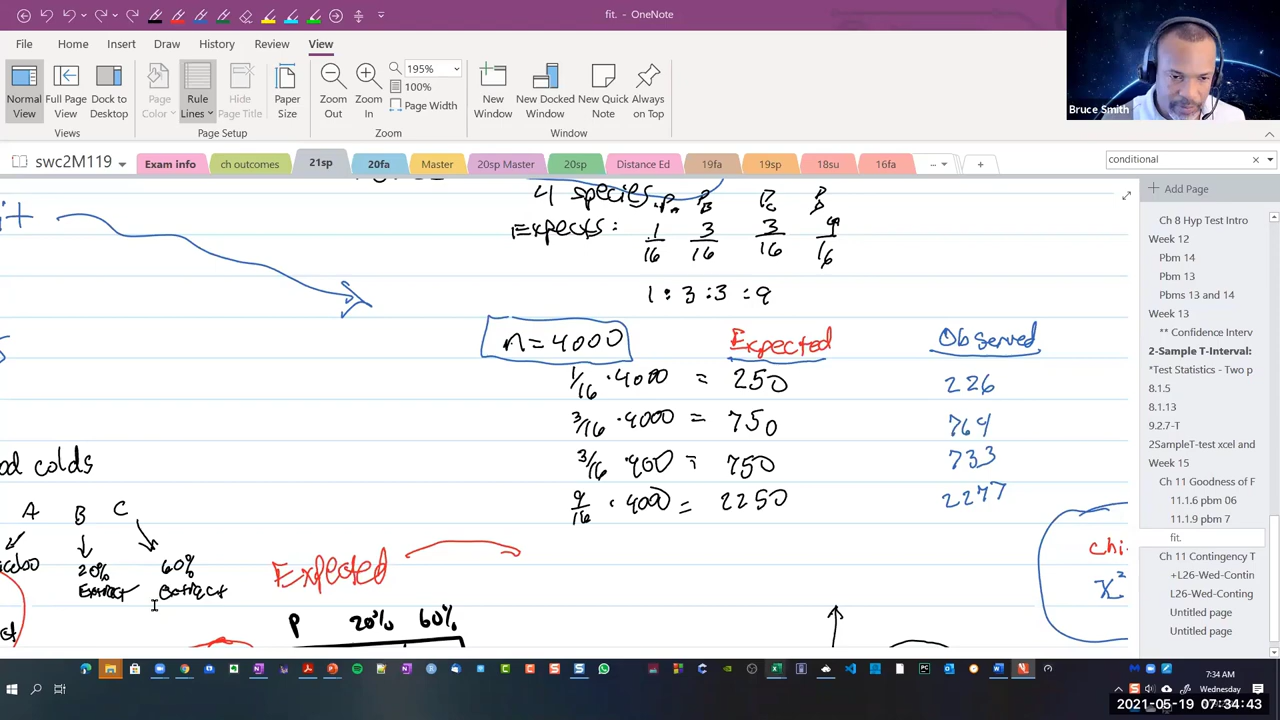 fit. - OneNote
File Home Insert Draw History Review View
Normal View
Full Page View
Dock to Desktop
Views
Page Color
Rule Lines
Hide Page Title
Paper Size
Page Setup
Zoom Out
Zoom In
195%
100%
Page Width
Zoom
New Window
New Docked Window
New Quick Note
Always on Top
Window
Bruce Smith
swc2M119
Exam info ch outcomes 21sp 20fa Master 20sp Master 20sp Distance Ed 19fa 19sp 18su 16fa
conditional
Add Page
Ch 8 Hyp Test Intro
Week 12
Pbm 14
Pbm 13
Pbms 13 and 14
Week 13
** Confidence Interv
2-Sample T-Interval:
*Test Statistics - Two p
8.1.5
8.1.13
9.2.7-T
2SampleT-test xcel and
Week 15
Ch 11 Goodness of F
11.1.6 pbm 06
11.1.9 pbm 7
fit.
Ch 11 Contingency T
+L26-Wed-Contin
L26-Wed-Conting
Untitled page
Untitled page
it
4 species
Expects: 1/16 3/16 3/16 9/16
1 : 3 : 3 : 9
n = 4000 Expected Observed
1/16 · 4000 = 250 226
3/16 · 4000 = 750 764
3/16 · 400 = 750 733
9/16 · 4000 = 2250 2277
colds
A B C
20% 60%
Extract Extract
Expected
P 20% 60%
chi
X²
7:34 AM
Wednesday
2021-05-19 07:34:43